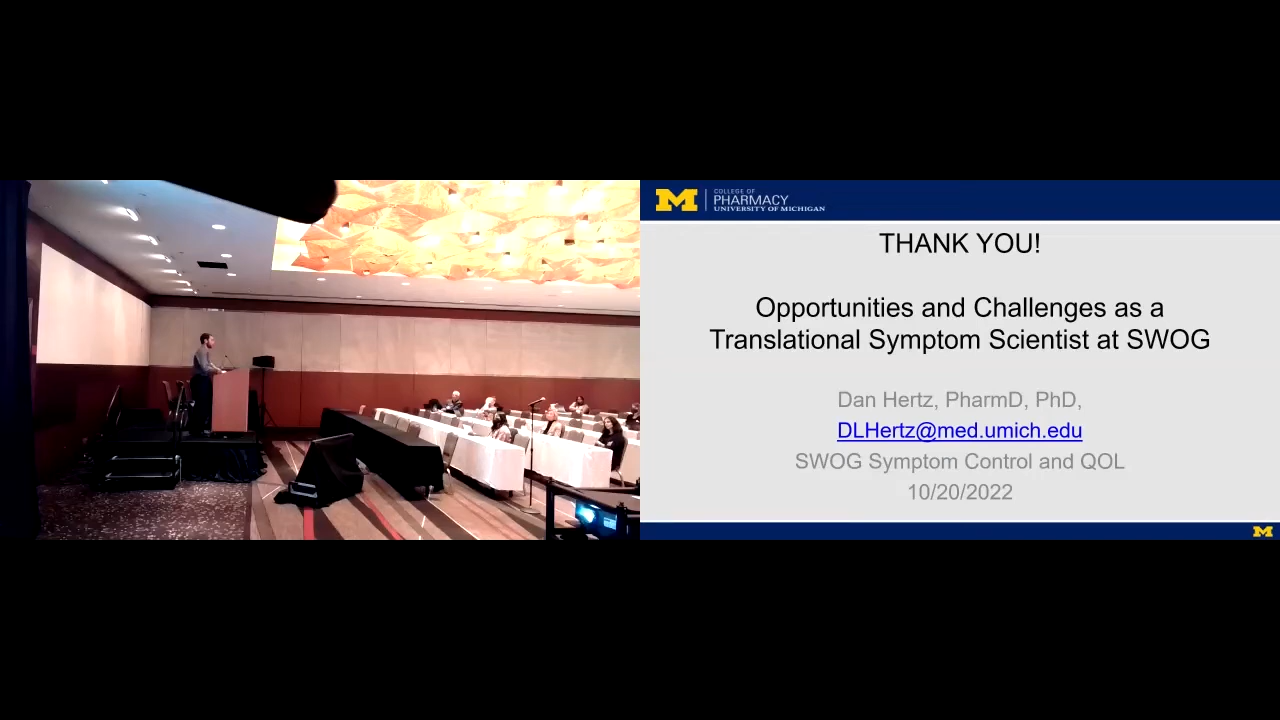 M
COLLEGE OF
PHARMACY
UNIVERSITY OF MICHIGAN
THANK YOU!
Opportunities and Challenges as a
Translational Symptom Scientist at SWOG
Dan Hertz, PharmD, PhD,
DLHertz@med.umich.edu
SWOG Symptom Control and QOL
10/20/2022
M